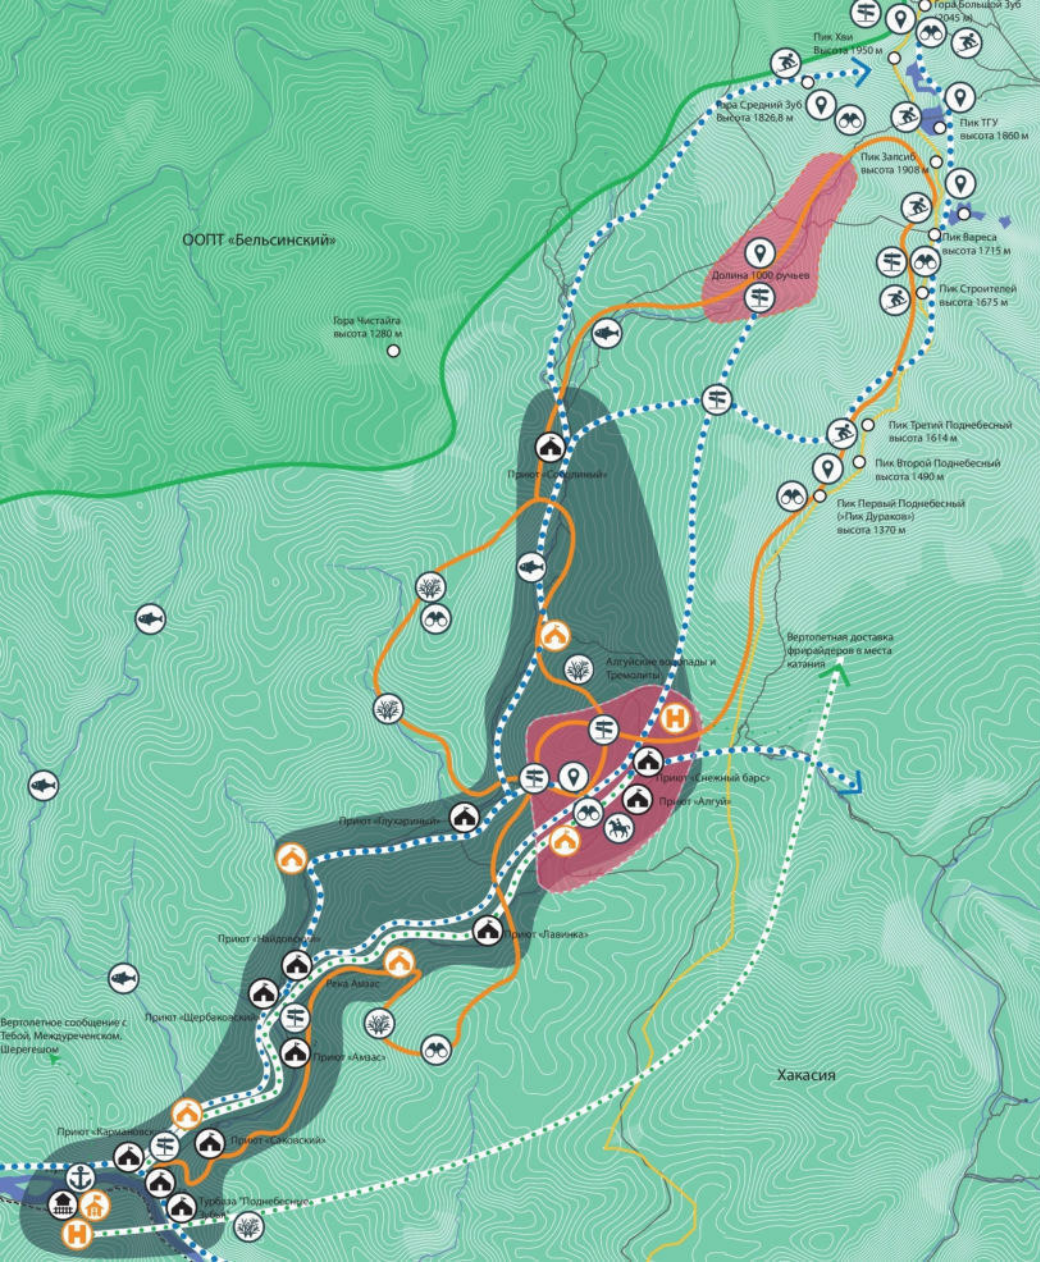 Гора Большой Зуб
(2045 м)
Пик Хви
Высота 1950 м
Гора Средний Зуб
Высота 1826,8 м
Пик ТГУ
высота 1860 м
Пик Запсиб
высота 1908 м
ООПТ «Бельсинский»
Пик Вареса
высота 1715 м
Долина 1000 ручьев
Пик Строителей
высота 1675 м
Гора Чистайга
высота 1280 м
Пик Третий Поднебесный
высота 1614 м
Пик Второй Поднебесный
высота 1490 м
Приют «Соболиный»
Пик Первый Поднебесный
(«Пик Дураков»)
высота 1370 м
Вертолетная доставка
фрирайдеров в места
катания
Алгуйские водопады и
Тремолиты
H
Приют «Снежный барс»
Приют «Алгуй»
Приют «Глухариный»
Приют «Лавинка»
Приют «Найдовский»
Река Амзас
Приют «Щербаковский»
Вертолетное сообщение с
Тебой, Междуреченском,
Шерегешом
Приют «Амзас»
Хакасия
Приют «Кармановский»
Приют «Саковский»
Турбаза "Поднебесные
Зубья"
H